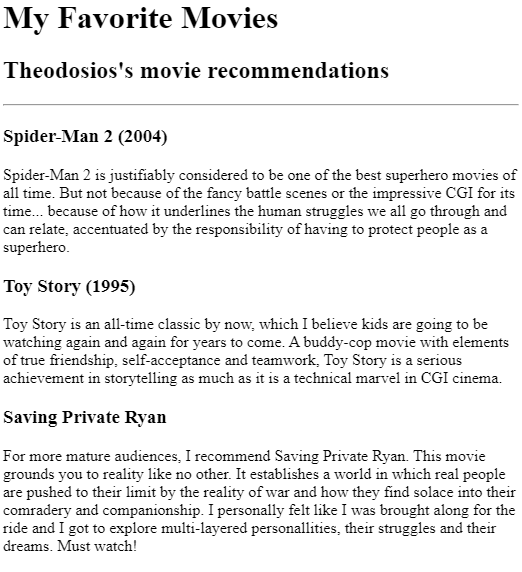 My Favorite Movies
Theodosios's movie recommendations
Spider-Man 2 (2004)
Spider-Man 2 is justifiably considered to be one of the best superhero movies of
all time. But not because of the fancy battle scenes or the impressive CGI for its
time... because of how it underlines the human struggles we all go through and
can relate, accentuated by the responsibility of having to protect people as a
superhero.
Toy Story (1995)
Toy Story is an all-time classic by now, which I believe kids are going to be
watching again and again for years to come. A buddy-cop movie with elements
of true friendship, self-acceptance and teamwork, Toy Story is a serious
achievement in storytelling as much as it is a technical marvel in CGI cinema.
Saving Private Ryan
For more mature audiences, I recommend Saving Private Ryan. This movie
grounds you to reality like no other. It establishes a world in which real people
are pushed to their limit by the reality of war and how they find solace into their
comradery and companionship. I personally felt like I was brought along for the
ride and I got to explore multi-layered personallities, their struggles and their
dreams. Must watch!